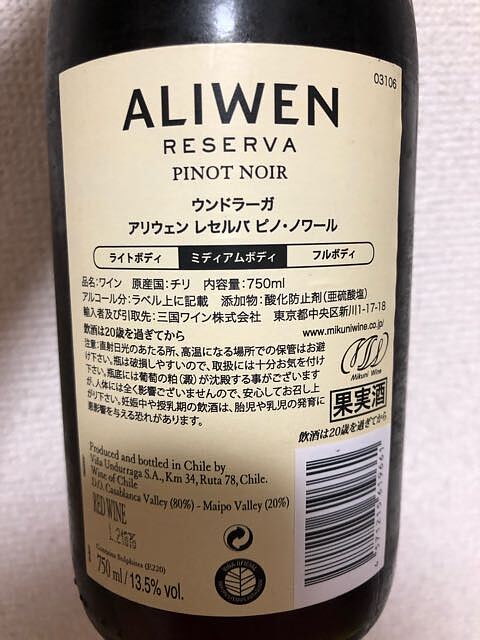 03106
ALIWEN
RESERVA
PINOT NOIR
ウンドラーガ
アリウェン レセルバ ピノ・ノワール
ライトボディ ミディアムボディ フルボディ
品名:ワイン 原産国:チリ 内容量:750ml
アルコール分:ラベル上に記載 添加物:酸化防止剤(亜硫酸塩)
輸入者及び引取先:三国ワイン株式会社 東京都中央区新川1-17-18
飲酒は20歳を過ぎてから
www.mikuniwine.co.jp/
注意:直射日光のあたる所、高温になる場所での保管はお避
け下さい。瓶は破損しやすいので、取扱には十分お気を付け
下さい。瓶底には葡萄の粕(澱)が沈殿する事がございます
が、人体には全く影響ございませんので、安心してお召し上
がり下さい。妊娠中や授乳期の飲酒は、胎児や乳児の発育に
悪影響を与える恐れがあります。
Mikuni Wine
果実酒
飲酒は20歳を過ぎてから
Produced and bottled in Chile by
Viña Undurraga S.A., Km 34, Ruta 78, Chile.
Wine of Chile
D.O. Casablanca Valley (80%) - Maipo Valley (20%)
RED WINE
Contains Sulphites (E220)
750 ml / 13.5% vol.